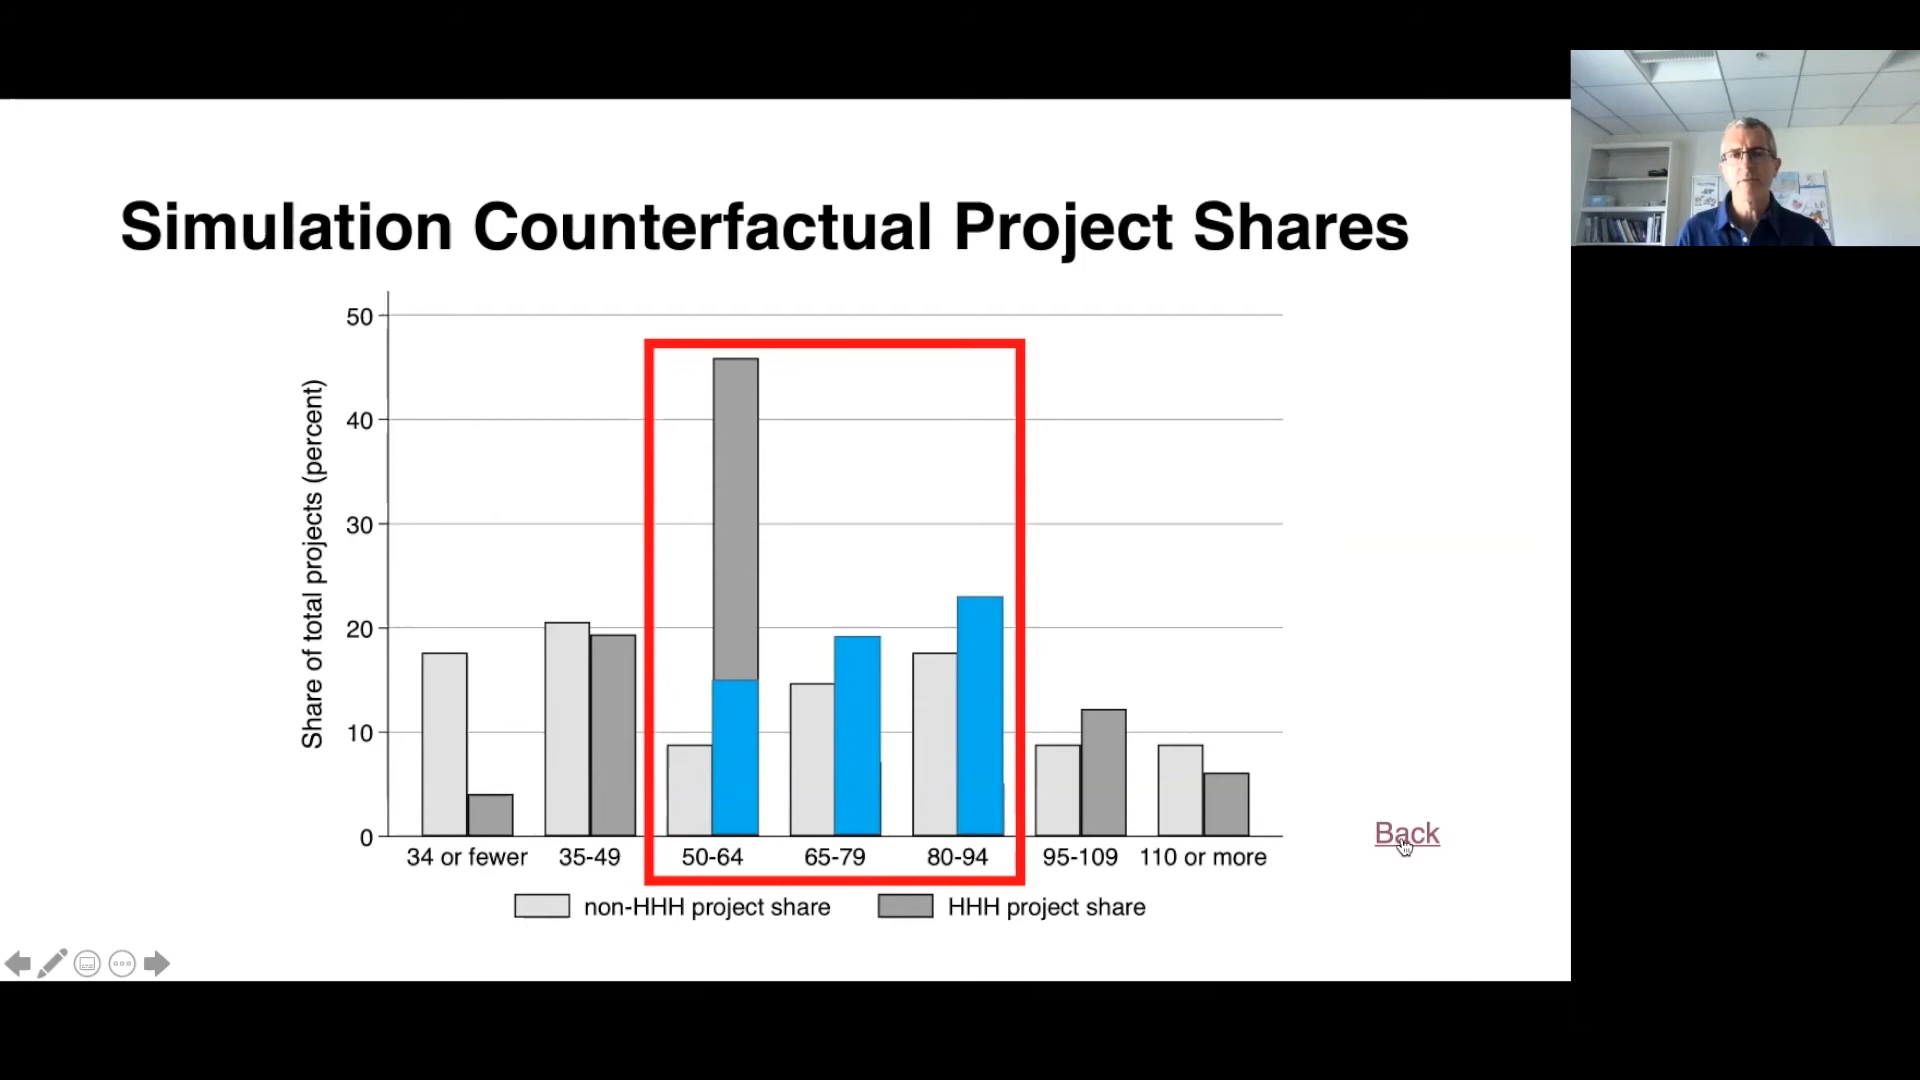 Simulation Counterfactual Project Shares
Share of total projects (percent)
50
40
30
20
10
0
34 or fewer 35-49 50-64 65-79 80-94 95-109 110 or more
non-HHH project share HHH project share
Back